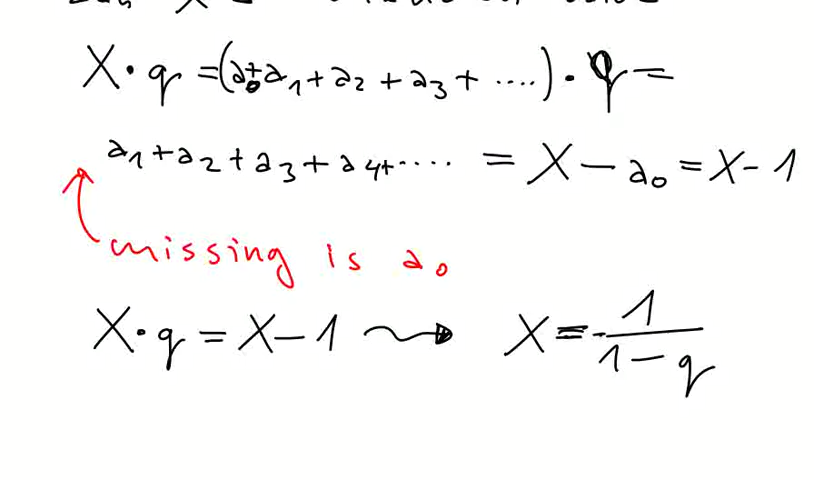 X·q = (a₀+a₁+a₂+a₃+....)·q =
a₁+a₂+a₃+a₄+.... = X-a₀ = X-1
missing is a₀
X·q = X-1 ⟿ X = 1/(1-q)